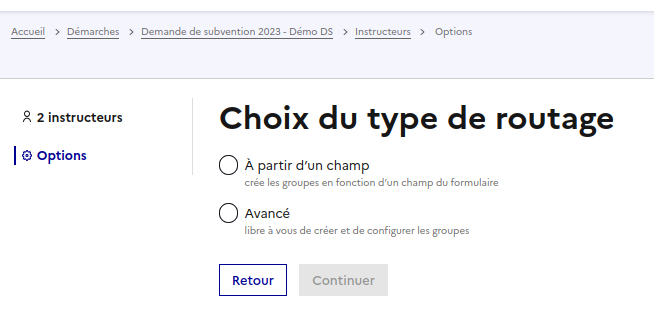 Accueil > Démarches > Demande de subvention 2023 - Démo DS > Instructeurs > Options
2 instructeurs
Options
Choix du type de routage
À partir d’un champ
crée les groupes en fonction d’un champ du formulaire
Avancé
libre à vous de créer et de configurer les groupes
Retour
Continuer